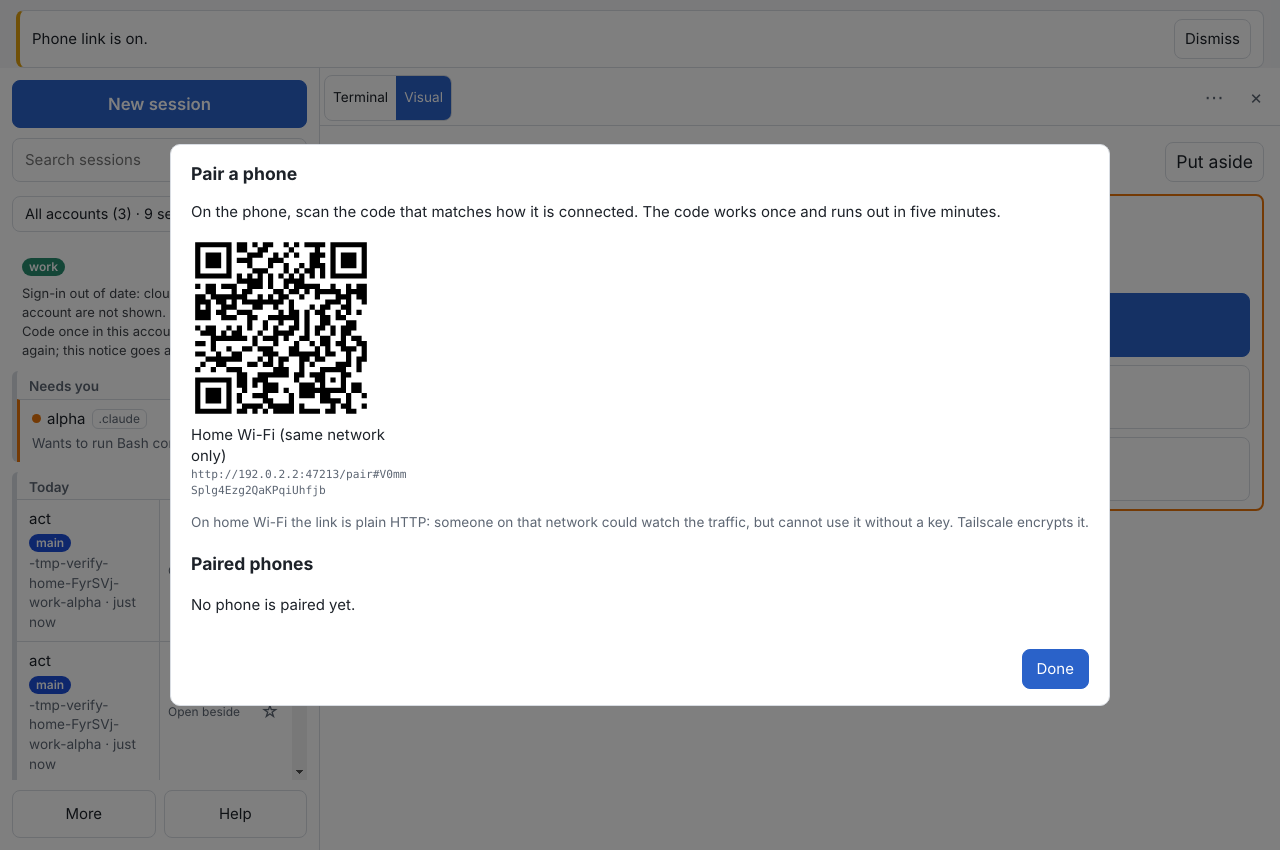 Phone link is on.
Dismiss
New session
Terminal
Visual
Search sessions
Put aside
All accounts (3) · 9 se
Pair a phone
On the phone, scan the code that matches how it is connected. The code works once and runs out in five minutes.
work
Sign-in out of date: clou
account are not shown.
Code once in this accou
again; this notice goes a
Needs you
alpha
.claude
Wants to run Bash co
Home Wi-Fi (same network
only)
http://192.0.2.2:47213/pair#V0mm
Splg4Ezg2QaKPqiUhfjb
On home Wi-Fi the link is plain HTTP: someone on that network could watch the traffic, but cannot use it without a key. Tailscale encrypts it.
Paired phones
No phone is paired yet.
Done
Today
act
main
-tmp-verify-
home-FyrSVj-
work-alpha · just
now
act
main
-tmp-verify-
home-FyrSVj-
work-alpha · just
now
Open beside
More
Help